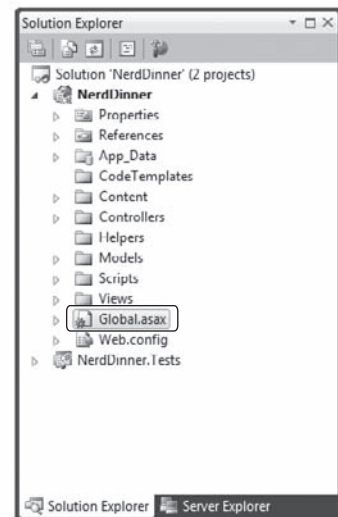 Solution Explorer
Solution 'NerdDinner' (2 projects)
NerdDinner
Properties
References
App_Data
CodeTemplates
Content
Controllers
Helpers
Models
Scripts
Views
Global.asax
Web.config
NerdDinner.Tests
Solution Explorer Server Explorer